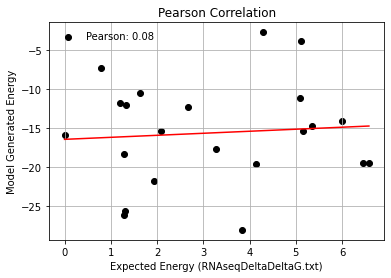 Pearson Correlation
Pearson: 0.08
−5
−10
−15
−20
−25
Model Generated Energy
0 1 2 3 4 5 6
Expected Energy (RNAseqDeltaDeltaG.txt)